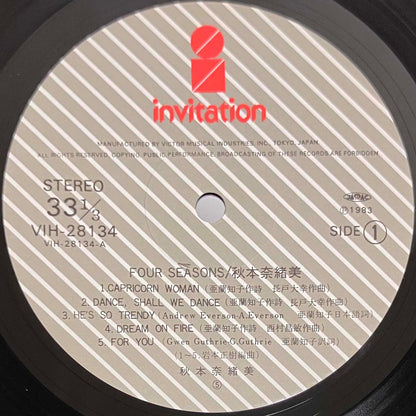 invitation
MANUFACTURED BY VICTOR MUSICAL INDUSTRIES, INC., TOKYO, JAPAN.
ALL RIGHTS RESERVED. COPYING, PUBLIC PERFORMANCE, BROADCASTING OF THESE RECORDS ARE FORBIDDEN.
STEREO
33 1/3
VIH-28134
VIH-28134-A
Ⓟ1983
SIDE 1
FOUR SEASONS/秋本奈緒美
1.CAPRICORN WOMAN (亜蘭知子作詩 長戸大幸作曲)
2.DANCE, SHALL WE DANCE (亜蘭知子作詩 長戸大幸作曲)
3.HE'S SO TRENDY (Andrew Everson-A.Everson 亜蘭知子日本語詞)
4.DREAM ON FIRE (亜蘭知子作詩 西村昌敏作曲)
5.FOR YOU (Gwen Guthrie-G.Guthrie 亜蘭知子訳詞)
(1~5.岩本正樹編曲)
秋本奈緒美
⑤